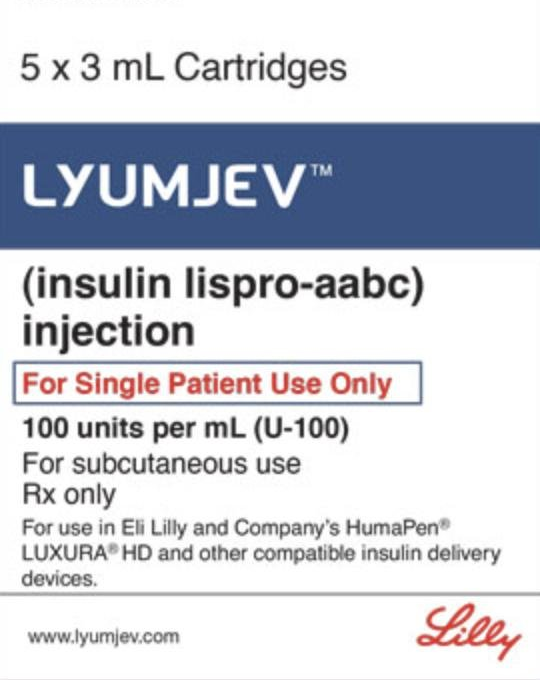 5 x 3 mL Cartridges
LYUMJEV™
(insulin lispro-aabc)
injection
For Single Patient Use Only
100 units per mL (U-100)
For subcutaneous use
Rx only
For use in Eli Lilly and Company's HumaPen®
LUXURA® HD and other compatible insulin delivery
devices.
www.lyumjev.com
Lilly